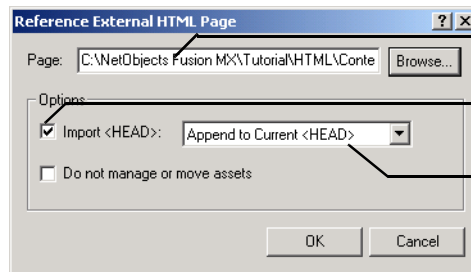 Reference External HTML Page
Page: C:\NetObjects Fusion MX\Tutorial\HTML\Conte Browse...
Options
Import <HEAD>: Append to Current <HEAD>
Do not manage or move assets
OK Cancel